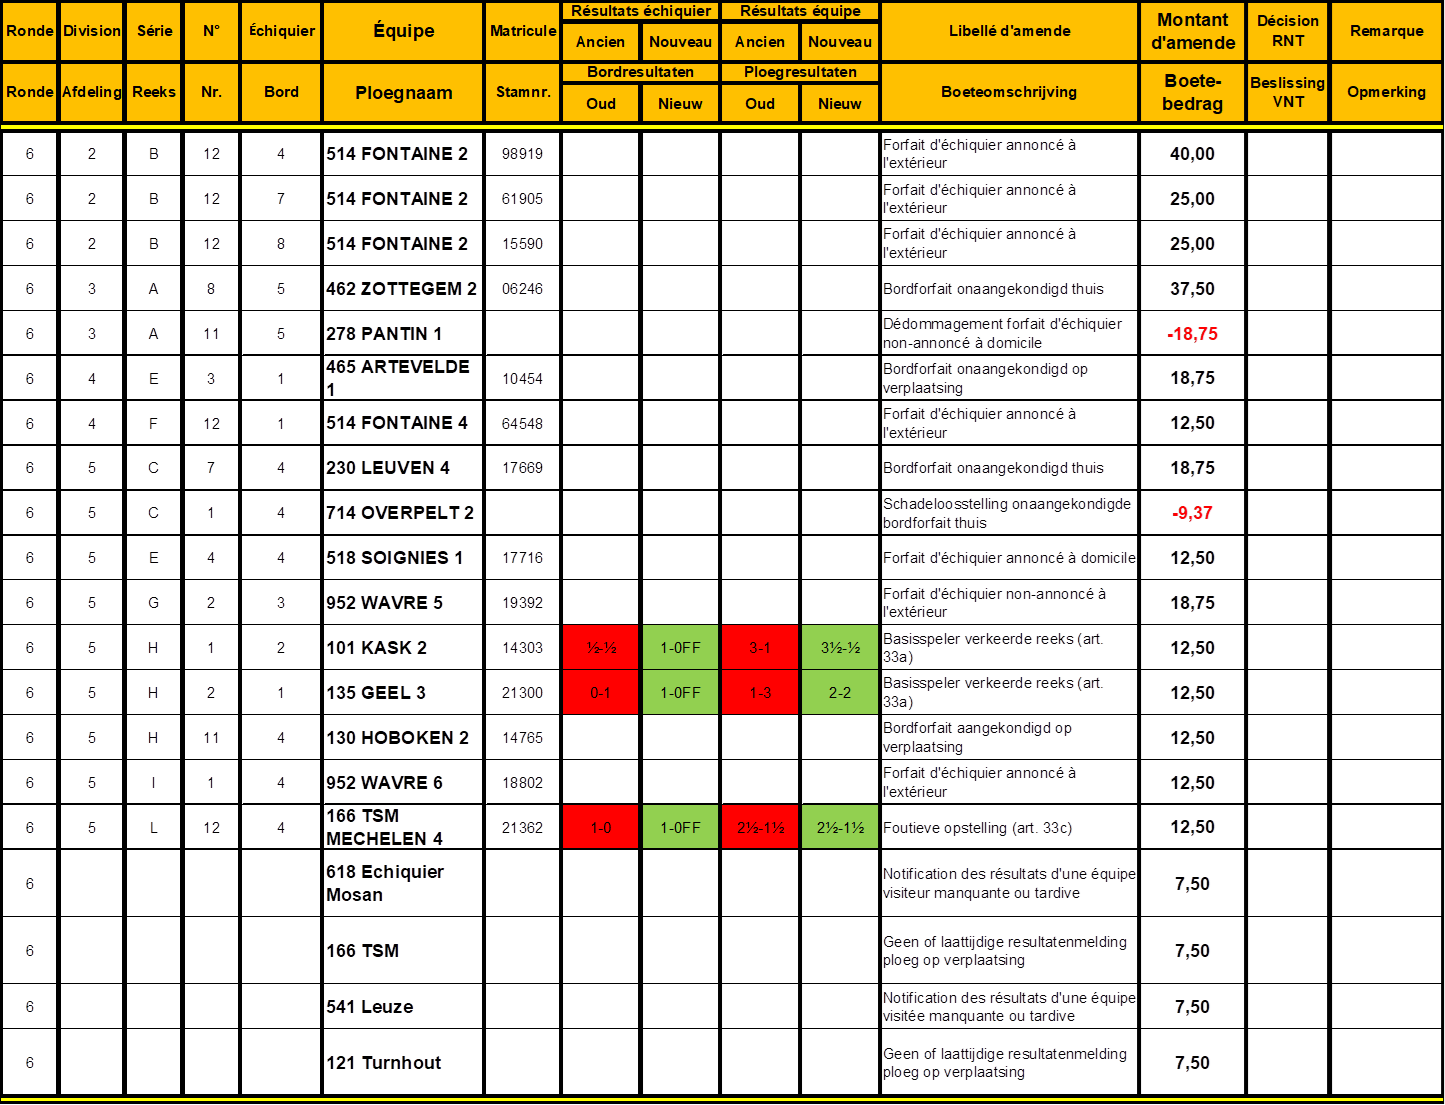 Ronde Division Série N° Échiquier Équipe Matricule Résultats échiquier Résultats équipe Libellé d'amende Montant d'amende Décision RNT Remarque
Ancien Nouveau Ancien Nouveau
Ronde Afdeling Reeks Nr. Bord Ploegnaam Stamnr. Bordresultaten Ploegresultaten Boeteomschrijving Boete-bedrag Beslissing VNT Opmerking
Oud Nieuw Oud Nieuw
6 2 B 12 4 514 FONTAINE 2 98919 Forfait d'échiquier annoncé à l'extérieur 40,00
6 2 B 12 7 514 FONTAINE 2 61905 Forfait d'échiquier annoncé à l'extérieur 25,00
6 2 B 12 8 514 FONTAINE 2 15590 Forfait d'échiquier annoncé à l'extérieur 25,00
6 3 A 8 5 462 ZOTTEGEM 2 06246 Bordforfait onaangekondigd thuis 37,50
6 3 A 11 5 278 PANTIN 1 Dédommagement forfait d'échiquier non-annoncé à domicile -18,75
6 4 E 3 1 465 ARTEVELDE 1 10454 Bordforfait onaangekondigd op verplaatsing 18,75
6 4 F 12 1 514 FONTAINE 4 64548 Forfait d'échiquier annoncé à l'extérieur 12,50
6 5 C 7 4 230 LEUVEN 4 17669 Bordforfait onaangekondigd thuis 18,75
6 5 C 1 4 714 OVERPELT 2 Schadeloosstelling onaangekondigde bordforfait thuis -9,37
6 5 E 4 4 518 SOIGNIES 1 17716 Forfait d'échiquier annoncé à domicile 12,50
6 5 G 2 3 952 WAVRE 5 19392 Forfait d'échiquier non-annoncé à l'extérieur 18,75
6 5 H 1 2 101 KASK 2 14303 ½-½ 1-0FF 3-1 3½-½ Basisspeler verkeerde reeks (art. 33a) 12,50
6 5 H 2 1 135 GEEL 3 21300 0-1 1-0FF 1-3 2-2 Basisspeler verkeerde reeks (art. 33a) 12,50
6 5 H 11 4 130 HOBOKEN 2 14765 Bordforfait aangekondigd op verplaatsing 12,50
6 5 I 1 4 952 WAVRE 6 18802 Forfait d'échiquier annoncé à l'extérieur 12,50
6 5 L 12 4 166 TSM MECHELEN 4 21362 1-0 1-0FF 2½-1½ 2½-1½ Foutieve opstelling (art. 33c) 12,50
6 618 Echiquier Mosan Notification des résultats d'une équipe visiteur manquante ou tardive 7,50
6 166 TSM Geen of laattijdige resultatenmelding ploeg op verplaatsing 7,50
6 541 Leuze Notification des résultats d'une équipe visitée manquante ou tardive 7,50
6 121 Turnhout Geen of laattijdige resultatenmelding ploeg op verplaatsing 7,50